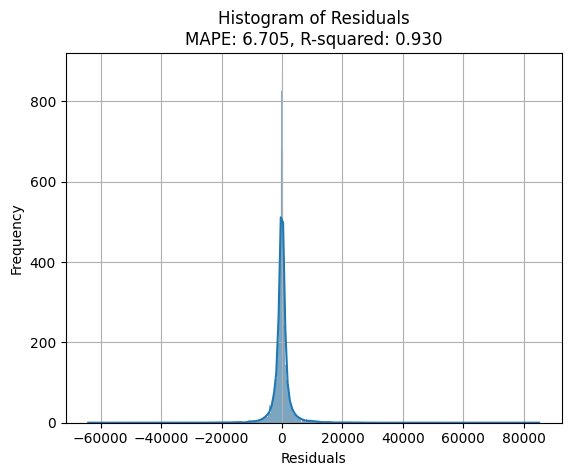 Histogram of Residuals
MAPE: 6.705, R-squared: 0.930
Frequency
800
600
400
200
0
−60000 −40000 −20000 0 20000 40000 60000 80000
Residuals